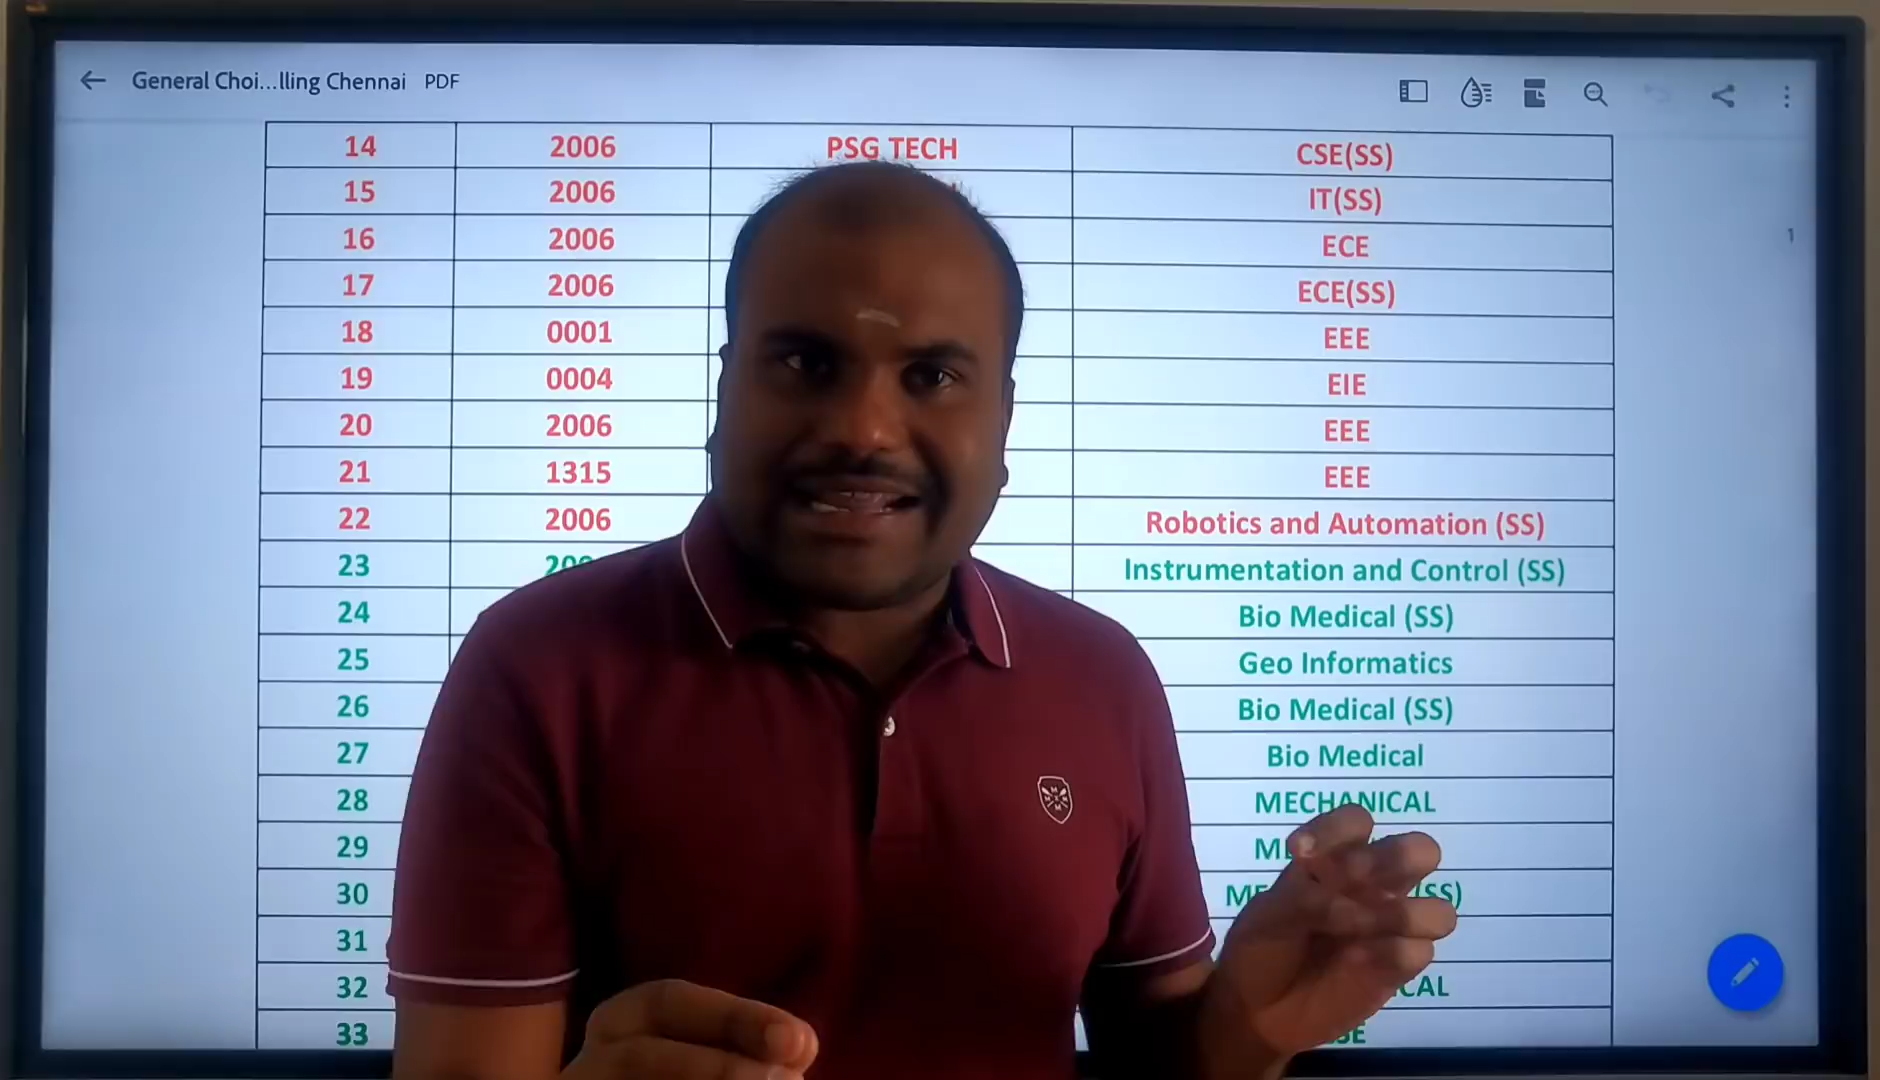 General Choi...lling Chennai PDF
14 2006 PSG TECH CSE(SS)
15 2006 IT(SS)
16 2006 ECE
17 2006 ECE(SS)
18 0001 EEE
19 0004 EIE
20 2006 EEE
21 1315 EEE
22 2006 Robotics and Automation (SS)
23 Instrumentation and Control (SS)
24 Bio Medical (SS)
25 Geo Informatics
26 Bio Medical (SS)
27 Bio Medical
28 MECHANICAL
29
30 (SS)
31
32
33
1